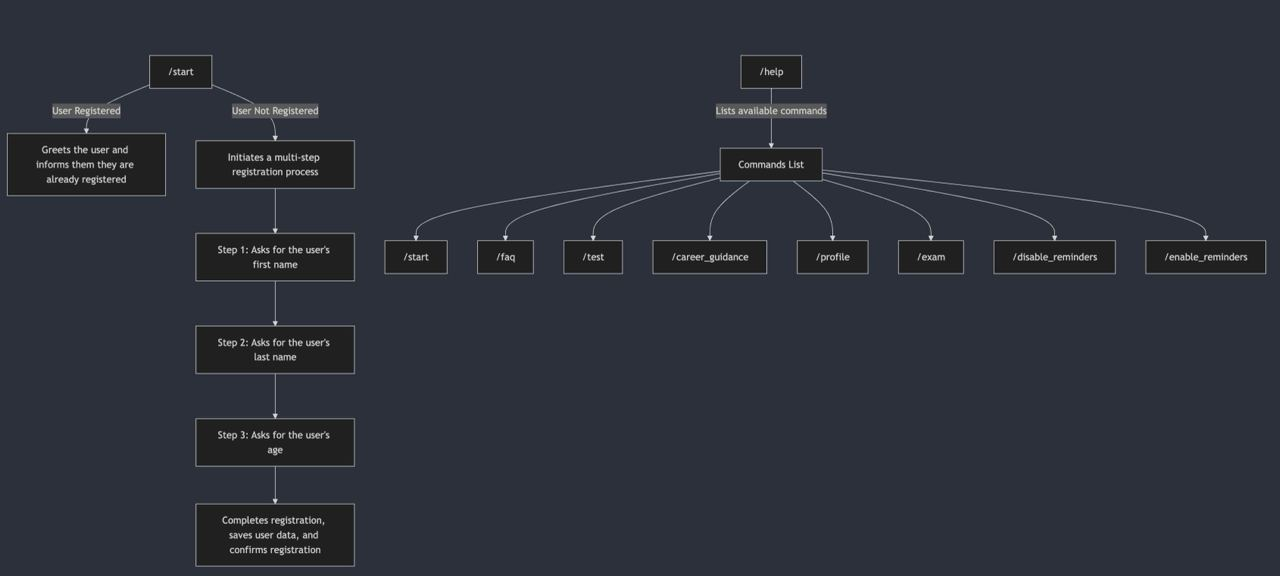 /start
User Registered
User Not Registered
Greets the user and
informs them they are
already registered
Initiates a multi-step
registration process
Step 1: Asks for the user's
first name
Step 2: Asks for the user's
last name
Step 3: Asks for the user's
age
Completes registration,
saves user data, and
confirms registration
/help
Lists available commands
Commands List
/start
/faq
/test
/career_guidance
/profile
/exam
/disable_reminders
/enable_reminders